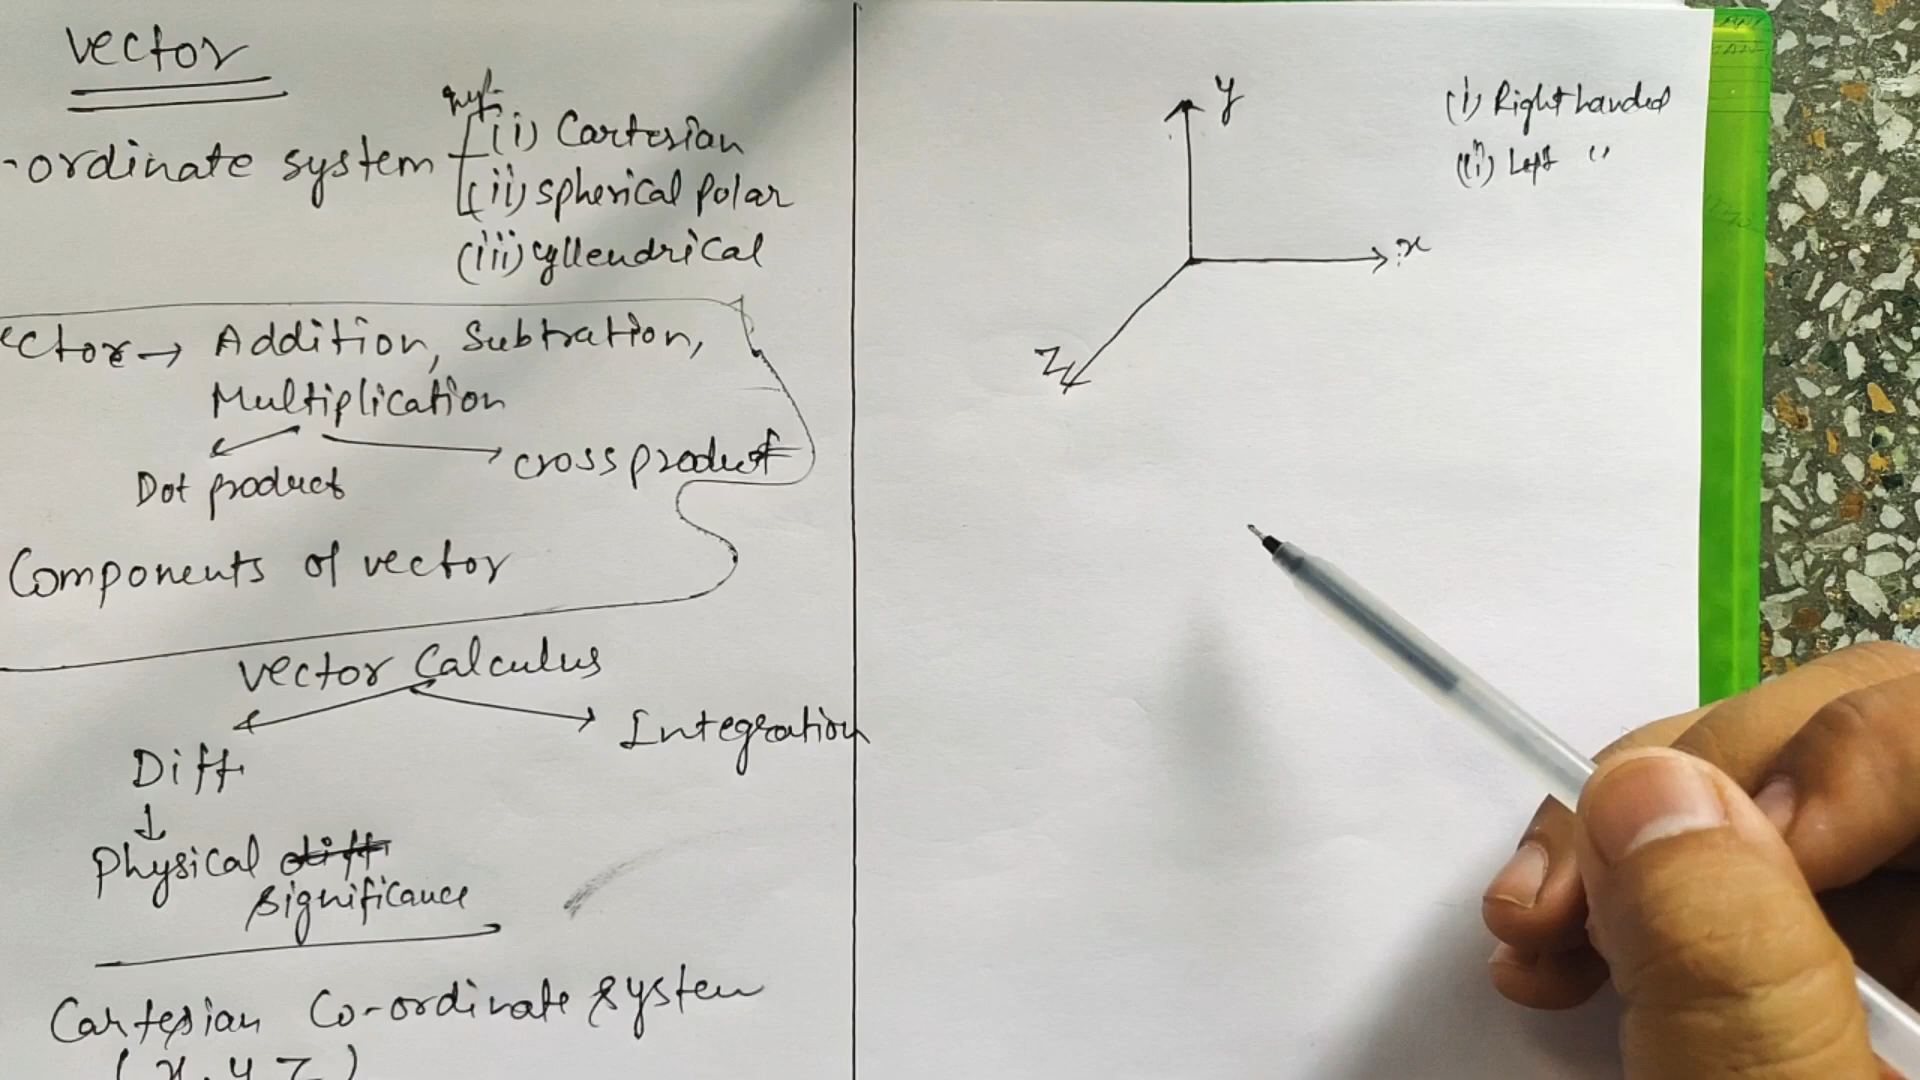 vector
-ordinate system
(i) Cartesian
(ii) spherical polar
(iii) cyllendrical
ector → Addition, Subtration,
Multiplication
Dot product
cross product
Components of vector
vector Calculus
Diff
Integration
Physical
significance
Cartesian Co-ordinate system
(x, y, z)
y
x
Z
(i) Right handed
(ii) Left "